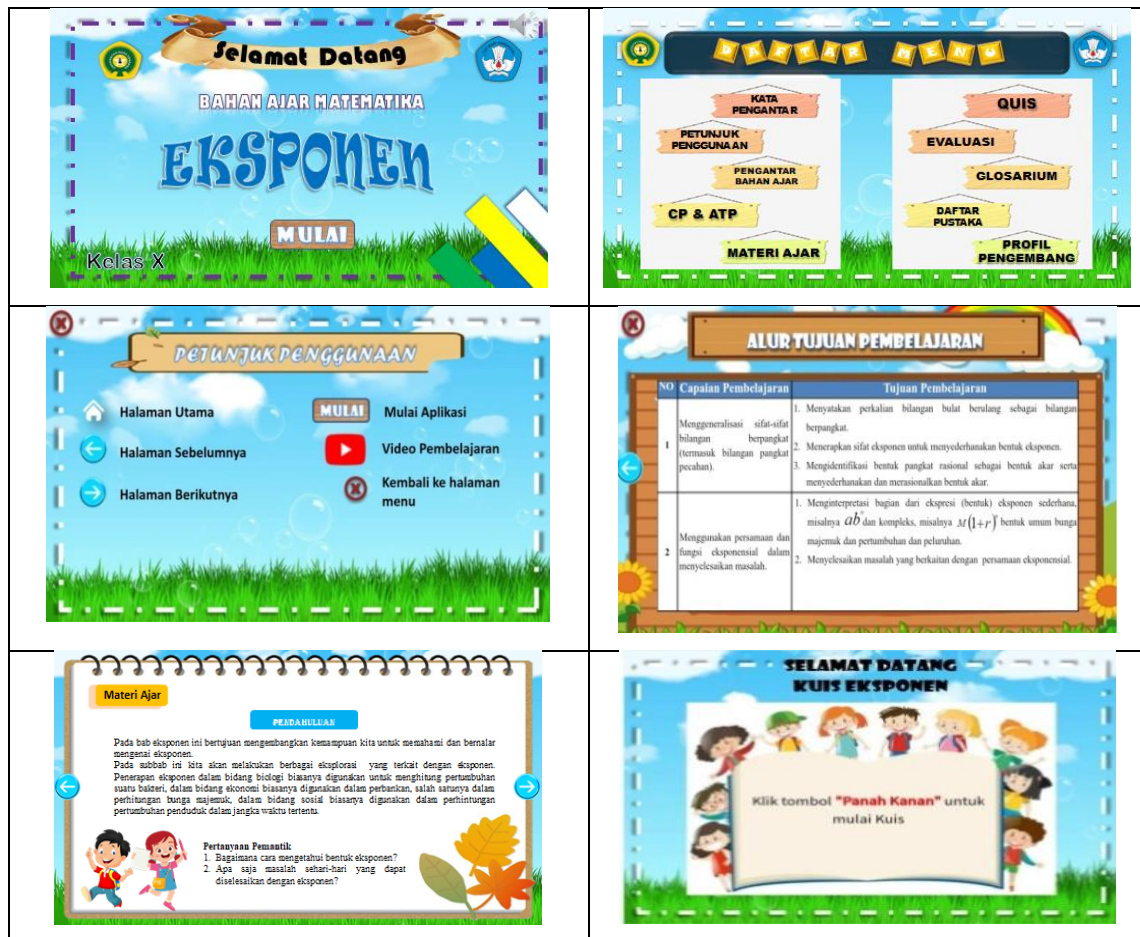 Selamat Datang
BAHAN AJAR MATEMATIKA
EKSPONEN
MULAI
Kelas X
DAFTAR MENU
KATA
PENGANTAR
PETUNJUK
PENGGUNAAN
PENGANTAR
BAHAN AJAR
CP & ATP
MATERI AJAR
QUIS
EVALUASI
GLOSARIUM
DAFTAR
PUSTAKA
PROFIL
PENGEMBANG
PETUNJUK PENGGUNAAN
Halaman Utama
Halaman Sebelumnya
Halaman Berikutnya
MULAI Mulai Aplikasi
Video Pembelajaran
Kembali ke halaman
menu
ALUR TUJUAN PEMBELAJARAN
NO Capaian Pembelajaran Tujuan Pembelajaran
1
Menggeneralisasi sifat-sifat
bilangan berpangkat
(termasuk bilangan pangkat
pecahan).
1. Menyatakan perkalian bilangan bulat berulang sebagai bilangan
berpangkat.
2. Menerapkan sifat eksponen untuk menyederhanakan bentuk eksponen.
3. Mengidentifikasi bentuk pangkat rasional sebagai bentuk akar serta
menyederhanakan dan merasionalkan bentuk akar.
2
Menggunakan persamaan dan
fungsi eksponensial dalam
menyelesaikan masalah.
1. Menginterpretasi bagian dari ekspresi (bentuk) eksponen sederhana,
misalnya abⁿ dan kompleks, misalnya M(1+r)ⁿ bentuk umum bunga
majemuk dan pertumbuhan dan peluruhan.
2. Menyelesaikan masalah yang berkaitan dengan persamaan eksponensial.
Materi Ajar
PENDAHULUAN
Pada bab eksponen ini bertujuan mengembangkan kemampuan kita untuk memahami dan bernalar
mengenai eksponen.
Pada subbab ini kita akan melakukan berbagai eksplorasi yang terkait dengan eksponen.
Penerapan eksponen dalam bidang biologi biasanya digunakan untuk menghitung pertumbuhan
suatu bakteri, dalam bidang ekonomi biasanya digunakan dalam perbankan, salah satunya dalam
perhitungan bunga majemuk, dalam bidang sosial biasanya digunakan dalam perhintungan
pertumbuhan penduduk dalam jangka waktu tertentu.
Pertanyaan Pemantik
1. Bagaimana cara mengetahui bentuk eksponen?
2. Apa saja masalah sehari-hari yang dapat
diselesaikan dengan eksponen?
SELAMAT DATANG
KUIS EKSPONEN
Klik tombol "Panah Kanan" untuk
mulai Kuis